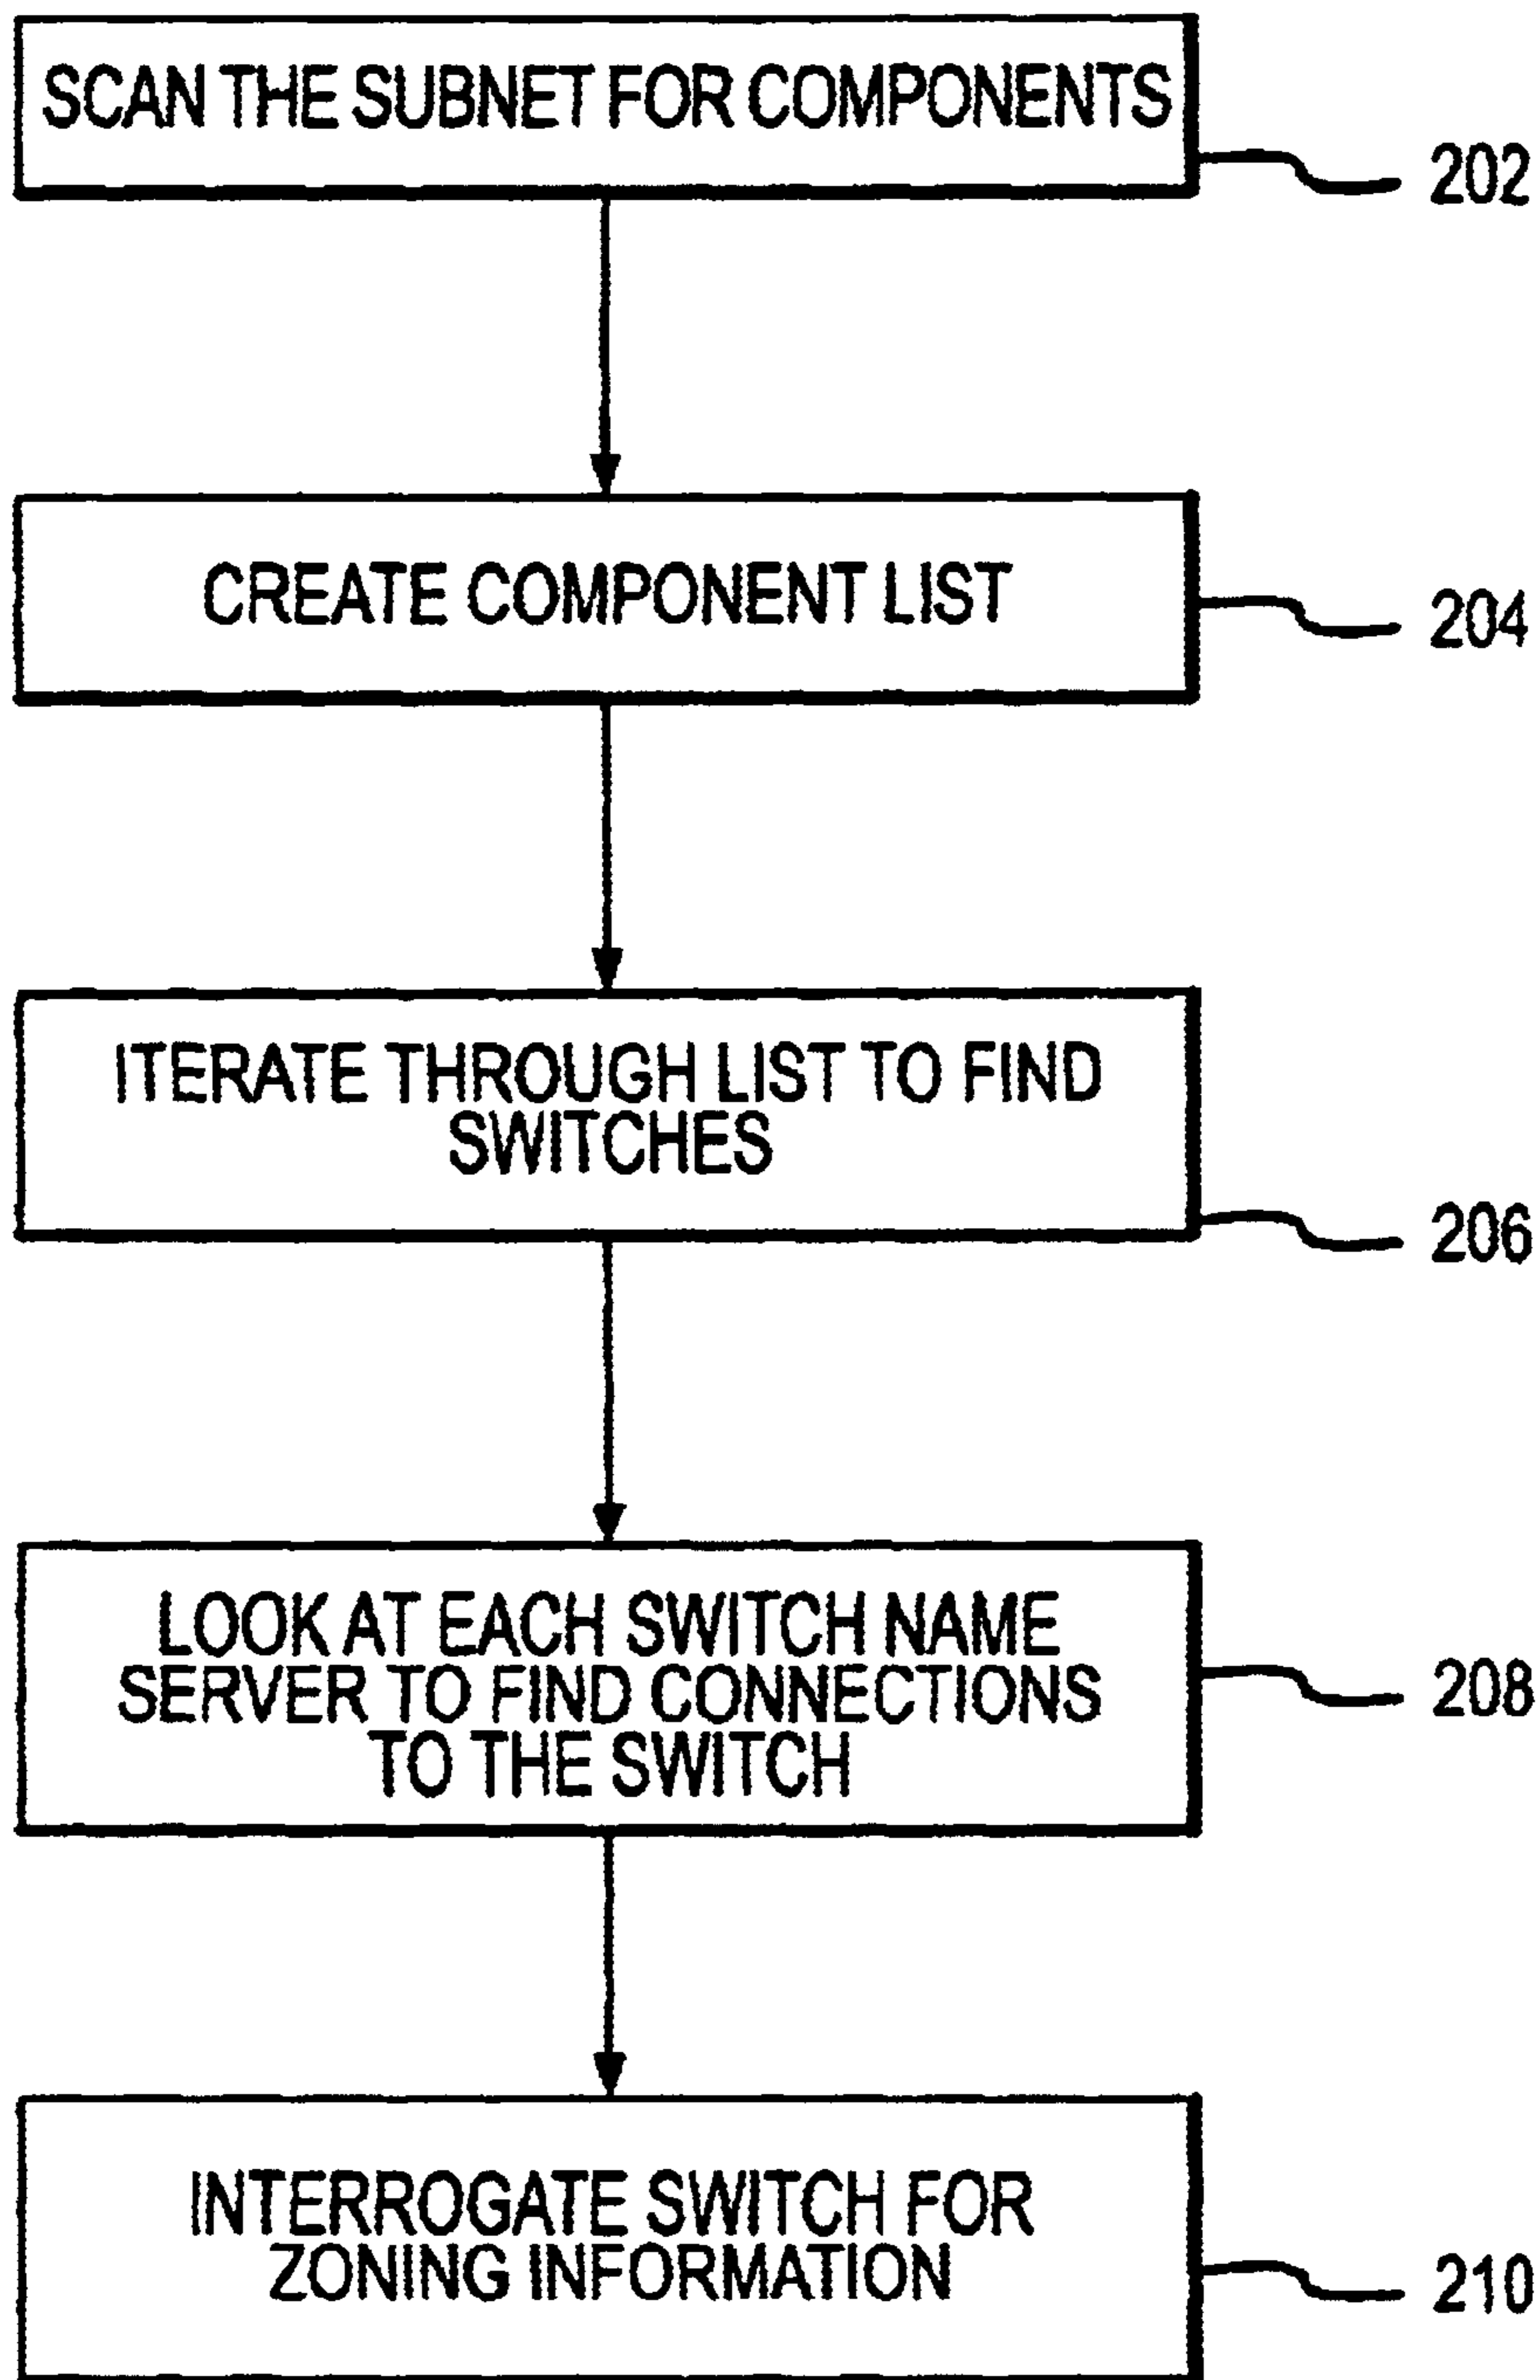 SCAN THE SUBNET FOR COMPONENTS
202
CREATE COMPONENT LIST
204
ITERATE THROUGH LIST TO FIND
SWITCHES
206
LOOK AT EACH SWITCH NAME
SERVER TO FIND CONNECTIONS
TO THE SWITCH
208
INTERROGATE SWITCH FOR
ZONING INFORMATION
210